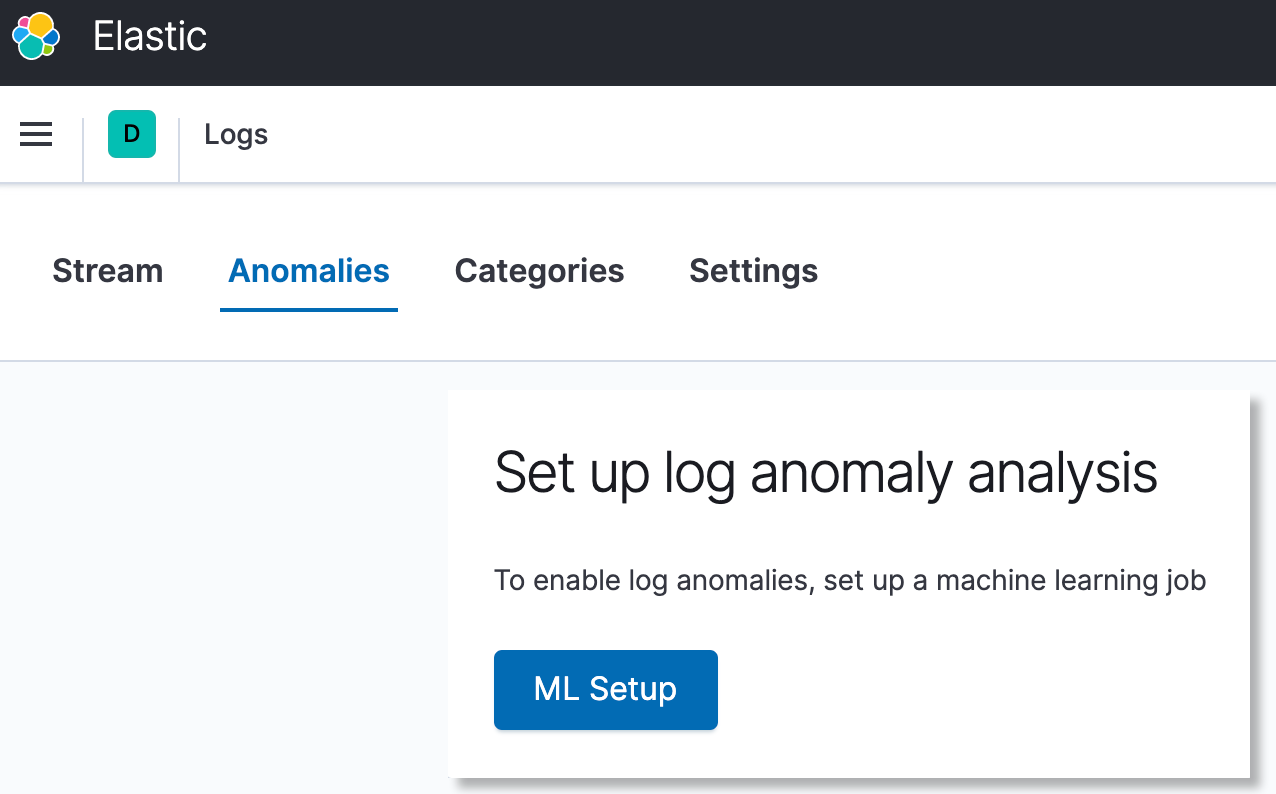 Elastic
D
Logs
Stream Anomalies Categories Settings
Set up log anomaly analysis
To enable log anomalies, set up a machine learning job
ML Setup